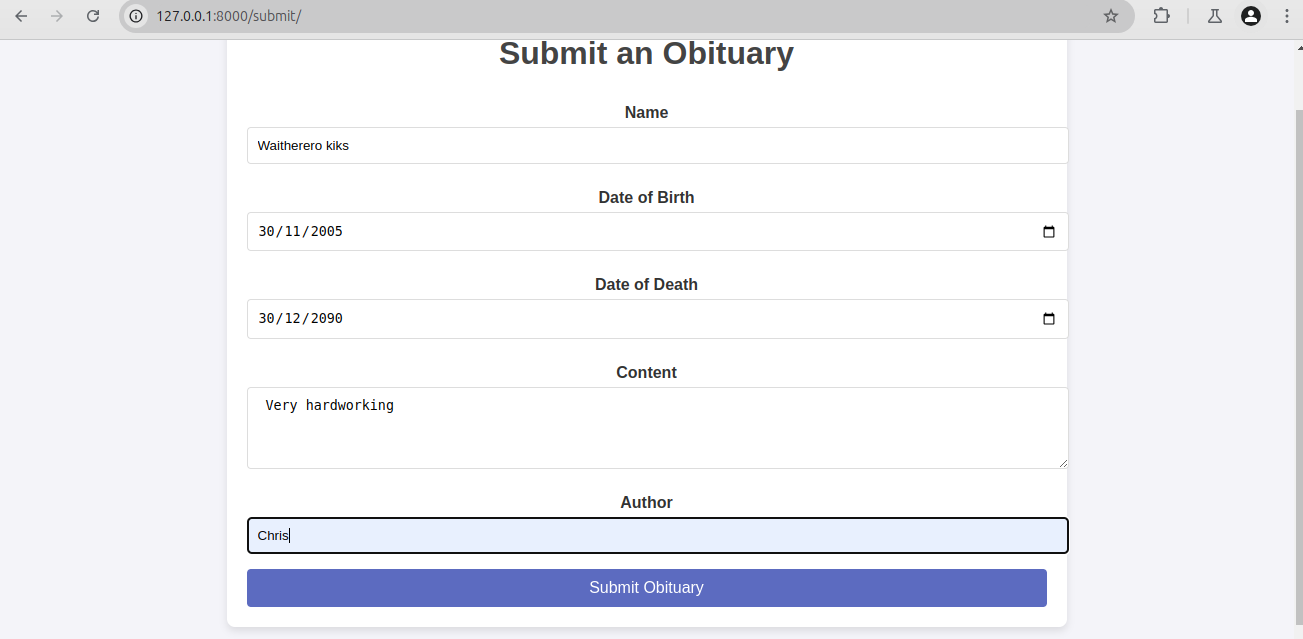 127.0.0.1:8000/submit/
Submit an Obituary
Name
Waitherero kiks
Date of Birth
30/11/2005
Date of Death
30/12/2090
Content
Very hardworking
Author
Chris
Submit Obituary